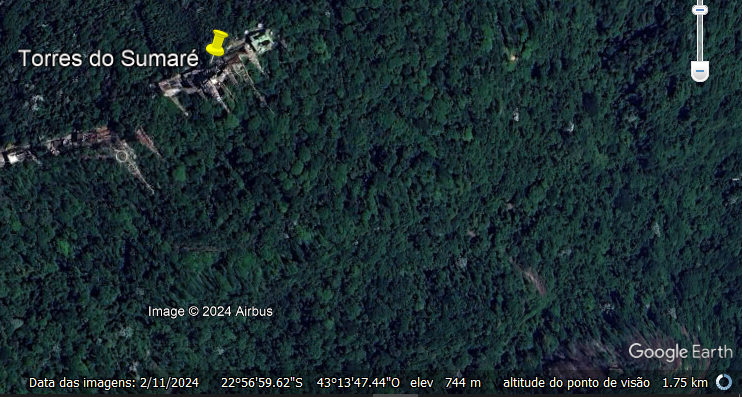 Torres do Sumaré
Image © 2024 Airbus
Google Earth
Data das imagens: 2/11/2024 22°56'59.62"S 43°13'47.44"O elev 744 m altitude do ponto de visão 1.75 km